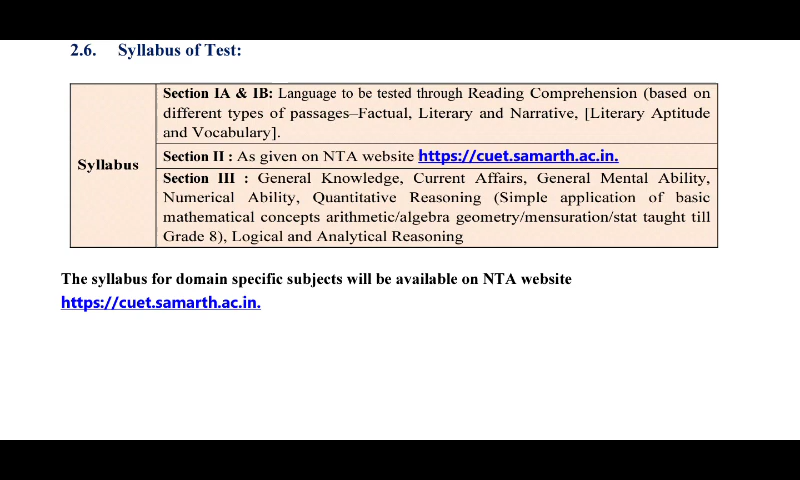 2.6. Syllabus of Test:
Section IA & IB: Language to be tested through Reading Comprehension (based on
different types of passages–Factual, Literary and Narrative, [Literary Aptitude
and Vocabulary].
Syllabus
Section II : As given on NTA website https://cuet.samarth.ac.in.
Section III : General Knowledge, Current Affairs, General Mental Ability,
Numerical Ability, Quantitative Reasoning (Simple application of basic
mathematical concepts arithmetic/algebra geometry/mensuration/stat taught till
Grade 8), Logical and Analytical Reasoning
The syllabus for domain specific subjects will be available on NTA website
https://cuet.samarth.ac.in.